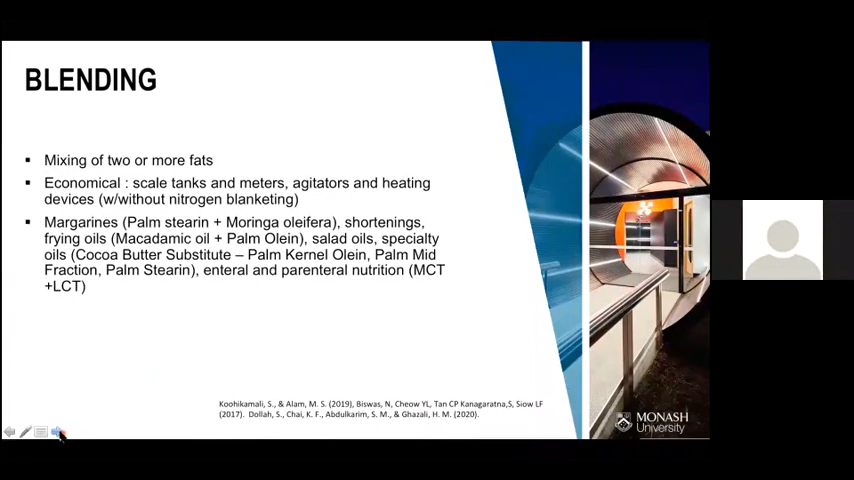 BLENDING
▪ Mixing of two or more fats
▪ Economical : scale tanks and meters, agitators and heating
devices (w/without nitrogen blanketing)
▪ Margarines (Palm stearin + Moringa oleifera), shortenings,
frying oils (Macadamic oil + Palm Olein), salad oils, specialty
oils (Cocoa Butter Substitute – Palm Kernel Olein, Palm Mid
Fraction, Palm Stearin), enteral and parenteral nutrition (MCT
+LCT)
Koohikamali, S., & Alam, M. S. (2019), Biswas, N, Cheow YL, Tan CP Kanagaratna,S, Siow LF
(2017). Dollah, S., Chai, K. F., Abdulkarim, S. M., & Ghazali, H. M. (2020).
MONASH
University